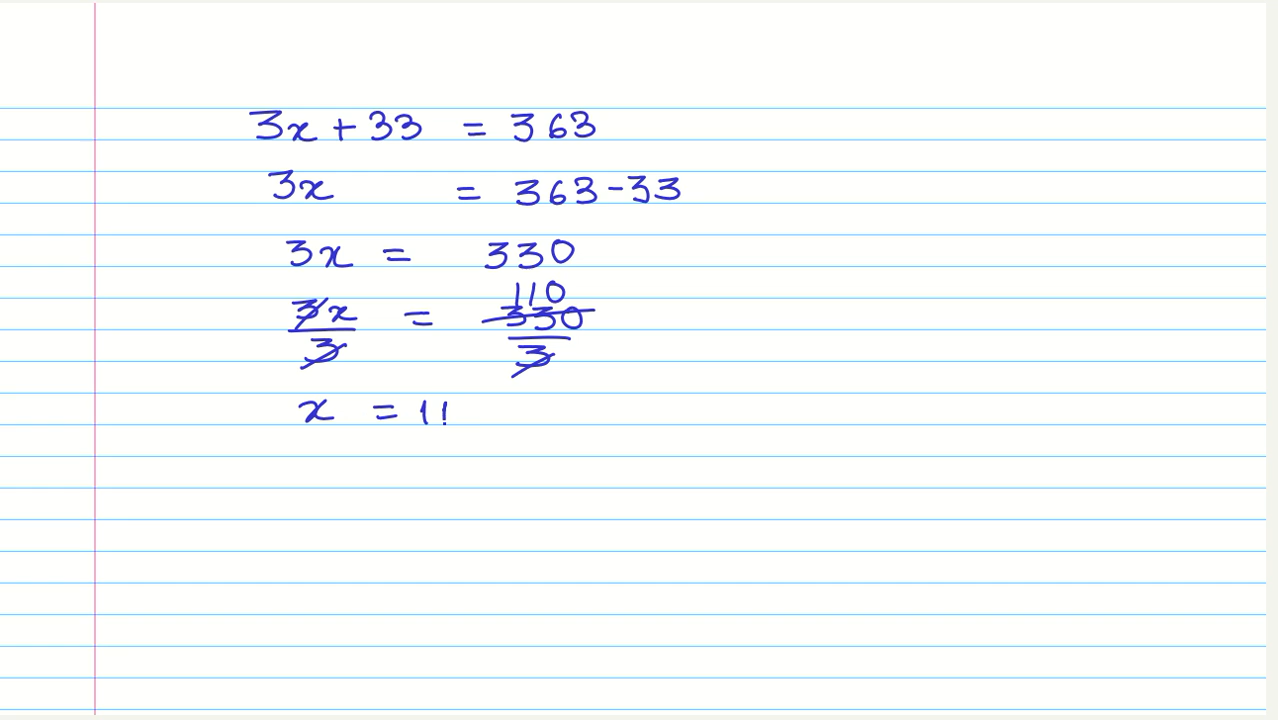 3x + 33 = 363
3x = 363 - 33
3x = 330
3x/3 = 110 330/3
x = 11